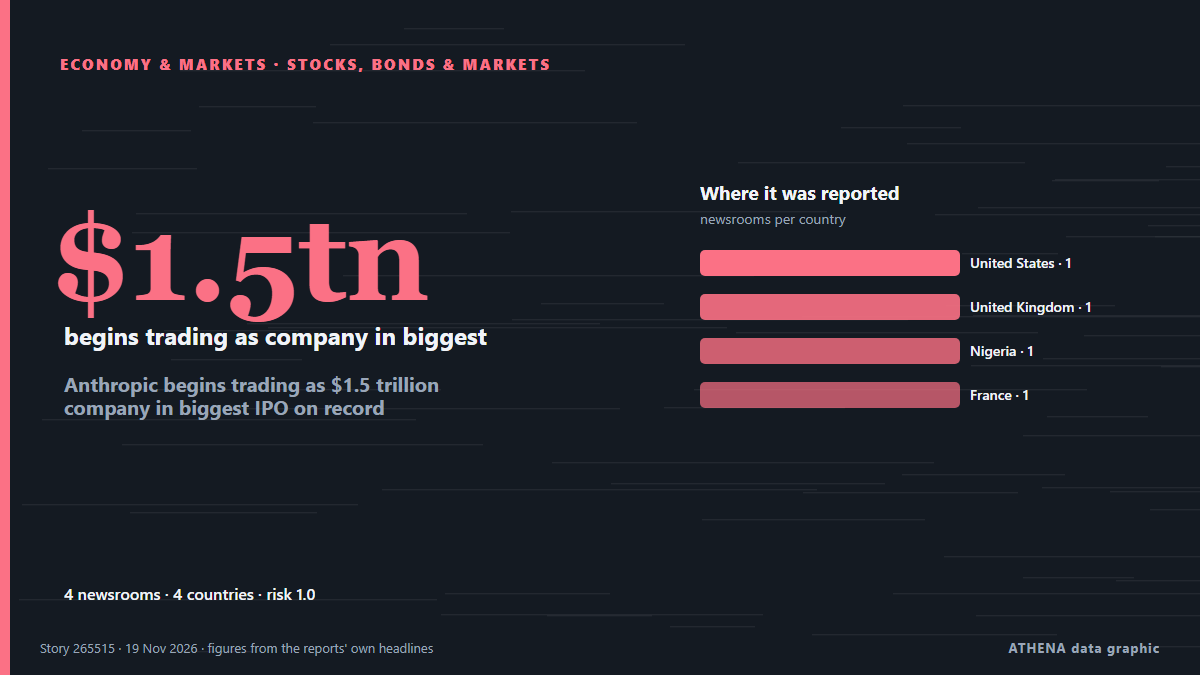 ECONOMY & MARKETS · STOCKS, BONDS & MARKETS
$1.5tn
begins trading as company in biggest
Anthropic begins trading as $1.5 trillion
company in biggest IPO on record
Where it was reported
newsrooms per country
United States · 1
United Kingdom · 1
Nigeria · 1
France · 1
4 newsrooms · 4 countries · risk 1.0
Story 265515 · 19 Nov 2026 · figures from the reports' own headlines
ATHENA data graphic